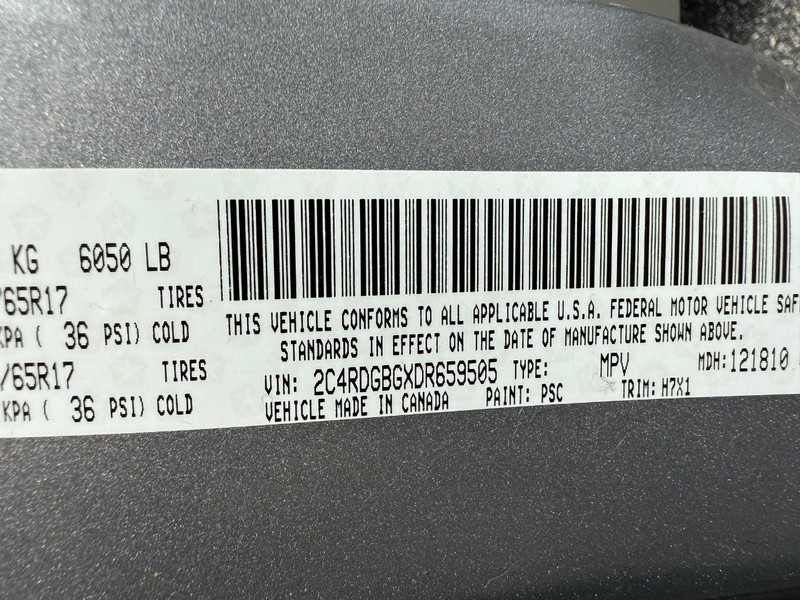 KG 6050 LB
/65R17 TIRES
KPA ( 36 PSI) COLD
/65R17 TIRES
KPA ( 36 PSI) COLD
THIS VEHICLE CONFORMS TO ALL APPLICABLE U.S.A. FEDERAL MOTOR VEHICLE SAF
STANDARDS IN EFFECT ON THE DATE OF MANUFACTURE SHOWN ABOVE.
VIN: 2C4RDGBGXDR659505 TYPE: MPV MDH:121810
VEHICLE MADE IN CANADA PAINT: PSC TRIM: H7X1